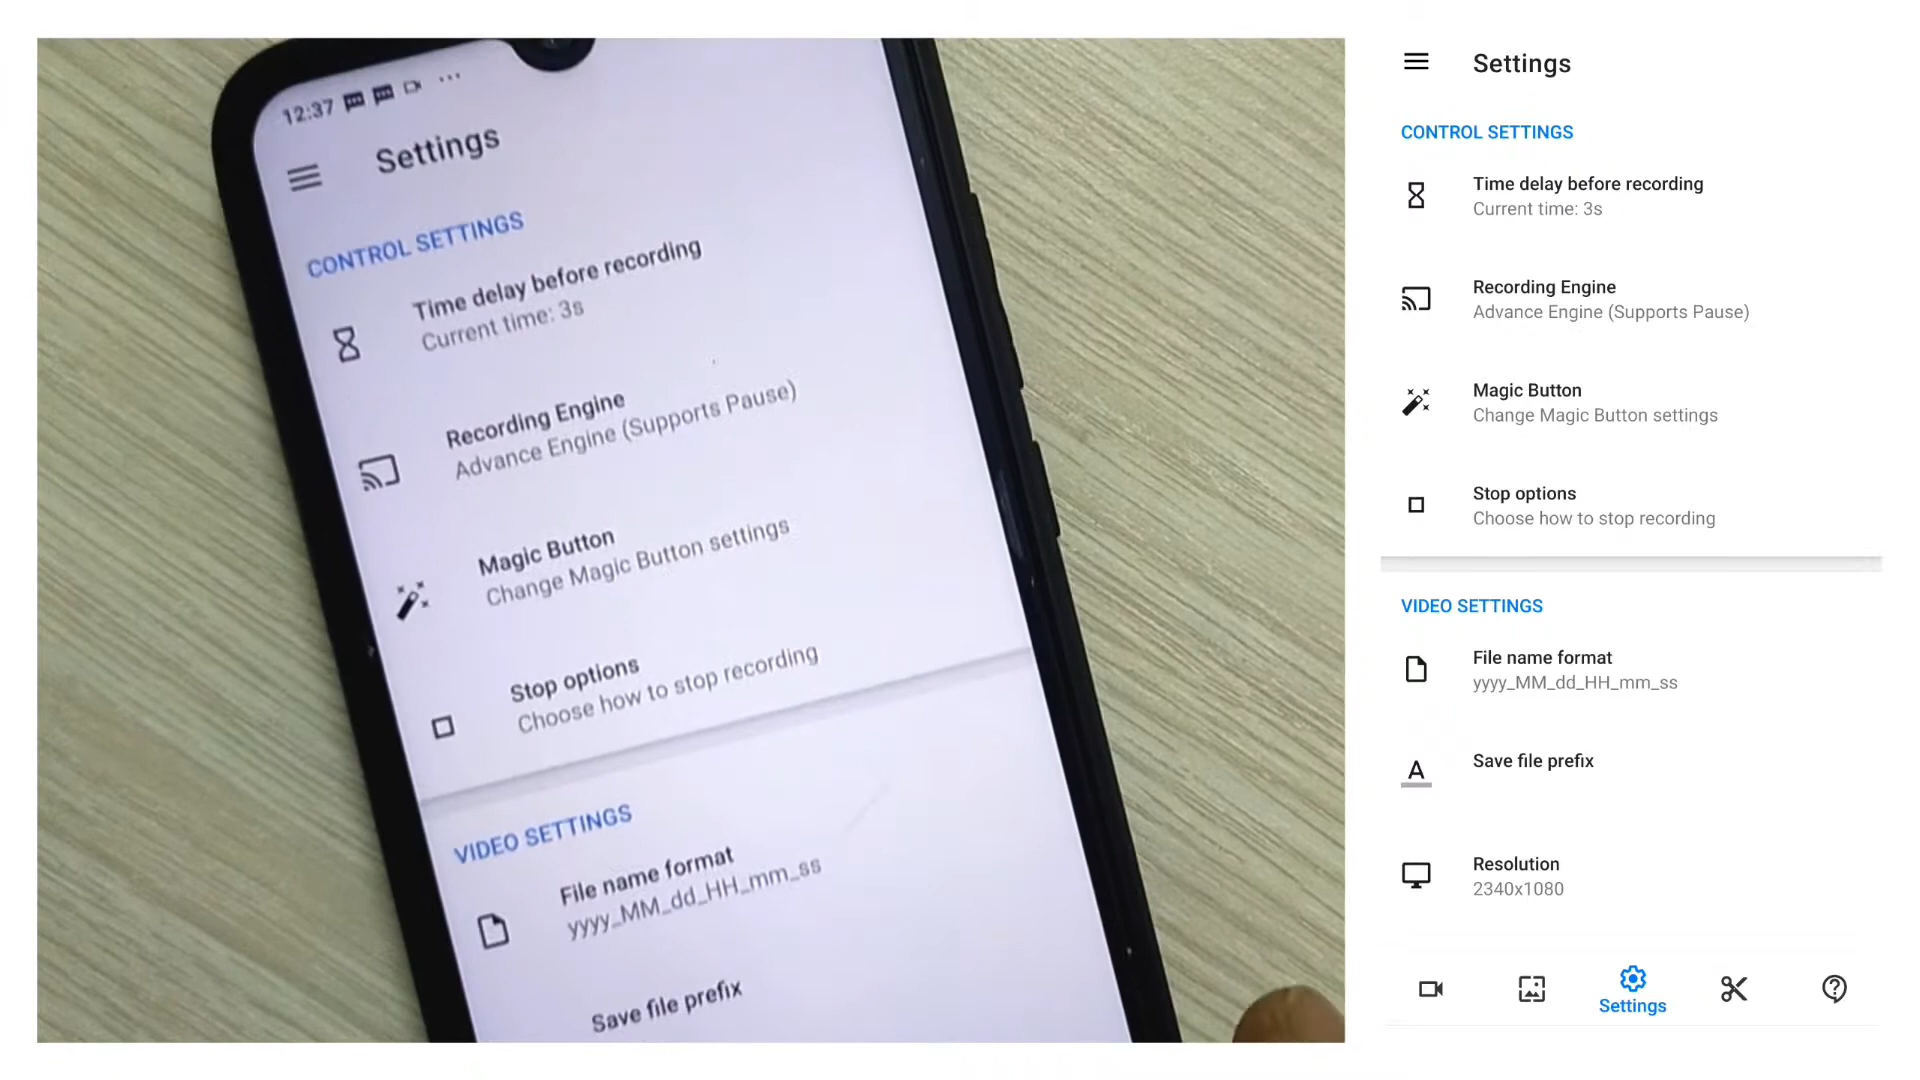 12:37
Settings
CONTROL SETTINGS
Time delay before recording
Current time: 3s
Recording Engine
Advance Engine (Supports Pause)
Magic Button
Change Magic Button settings
Stop options
Choose how to stop recording
VIDEO SETTINGS
File name format
yyyy_MM_dd_HH_mm_ss
Save file prefix
Settings
CONTROL SETTINGS
Time delay before recording
Current time: 3s
Recording Engine
Advance Engine (Supports Pause)
Magic Button
Change Magic Button settings
Stop options
Choose how to stop recording
VIDEO SETTINGS
File name format
yyyy_MM_dd_HH_mm_ss
A
Save file prefix
Resolution
2340x1080
Settings